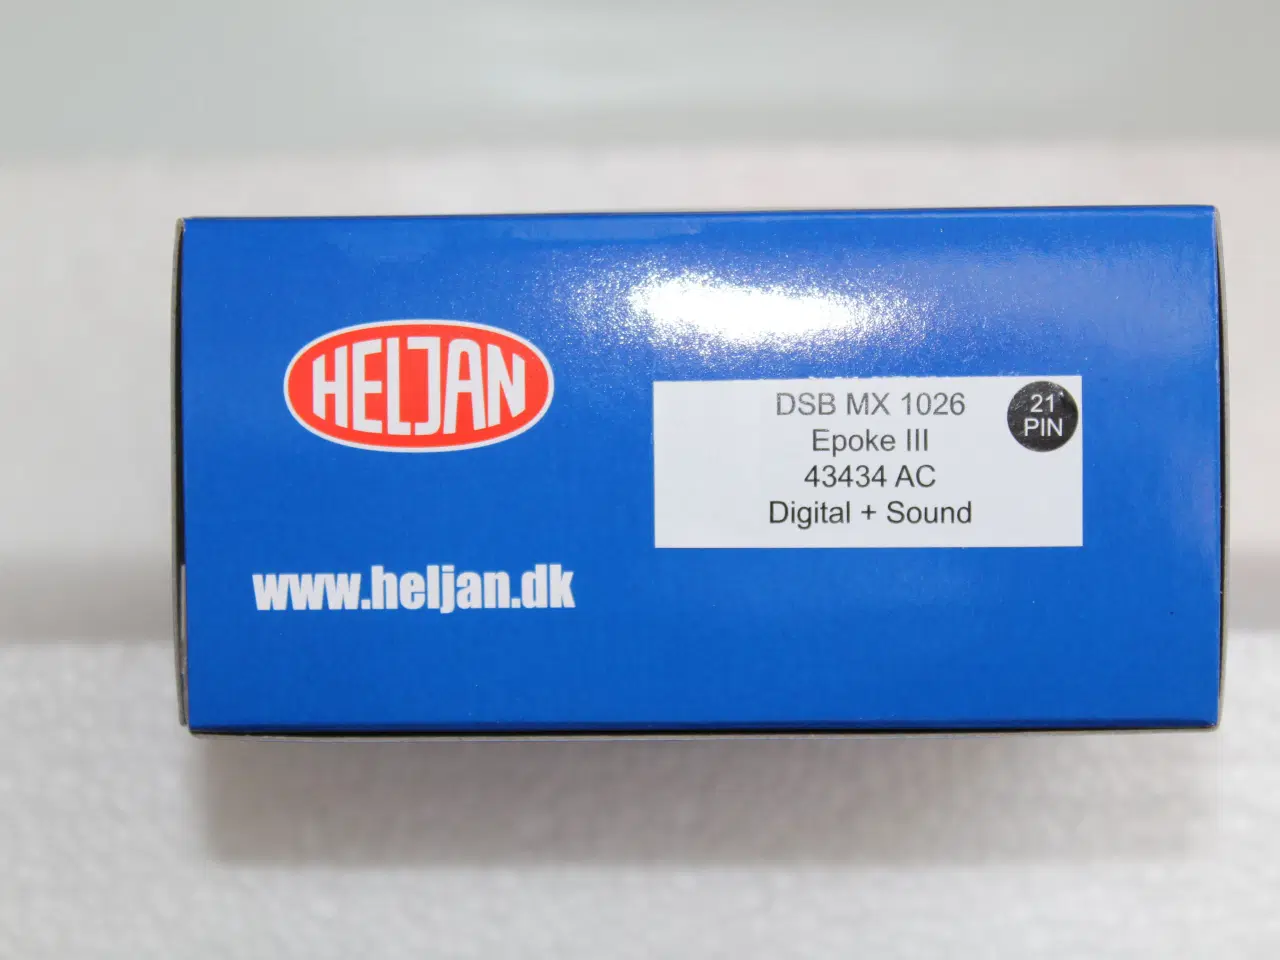 HELJAN
www.heljan.dk
DSB MX 1026
Epoke III
43434 AC
Digital + Sound
21
PIN